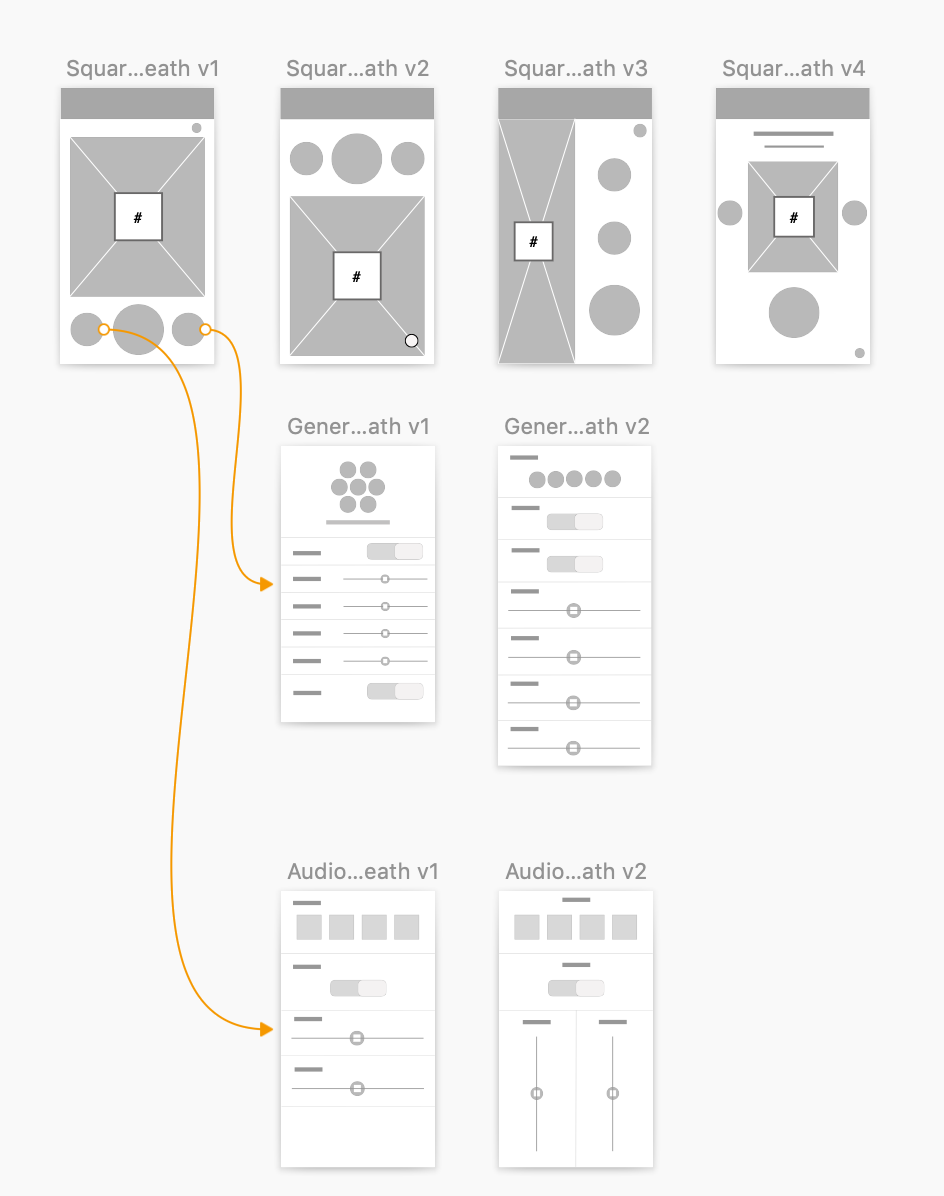 Squar...eath v1
Squar...ath v2
Squar...ath v3
Squar...ath v4
#
#
#
#
Gener...ath v1
Gener...ath v2
Audio...eath v1
Audio...ath v2